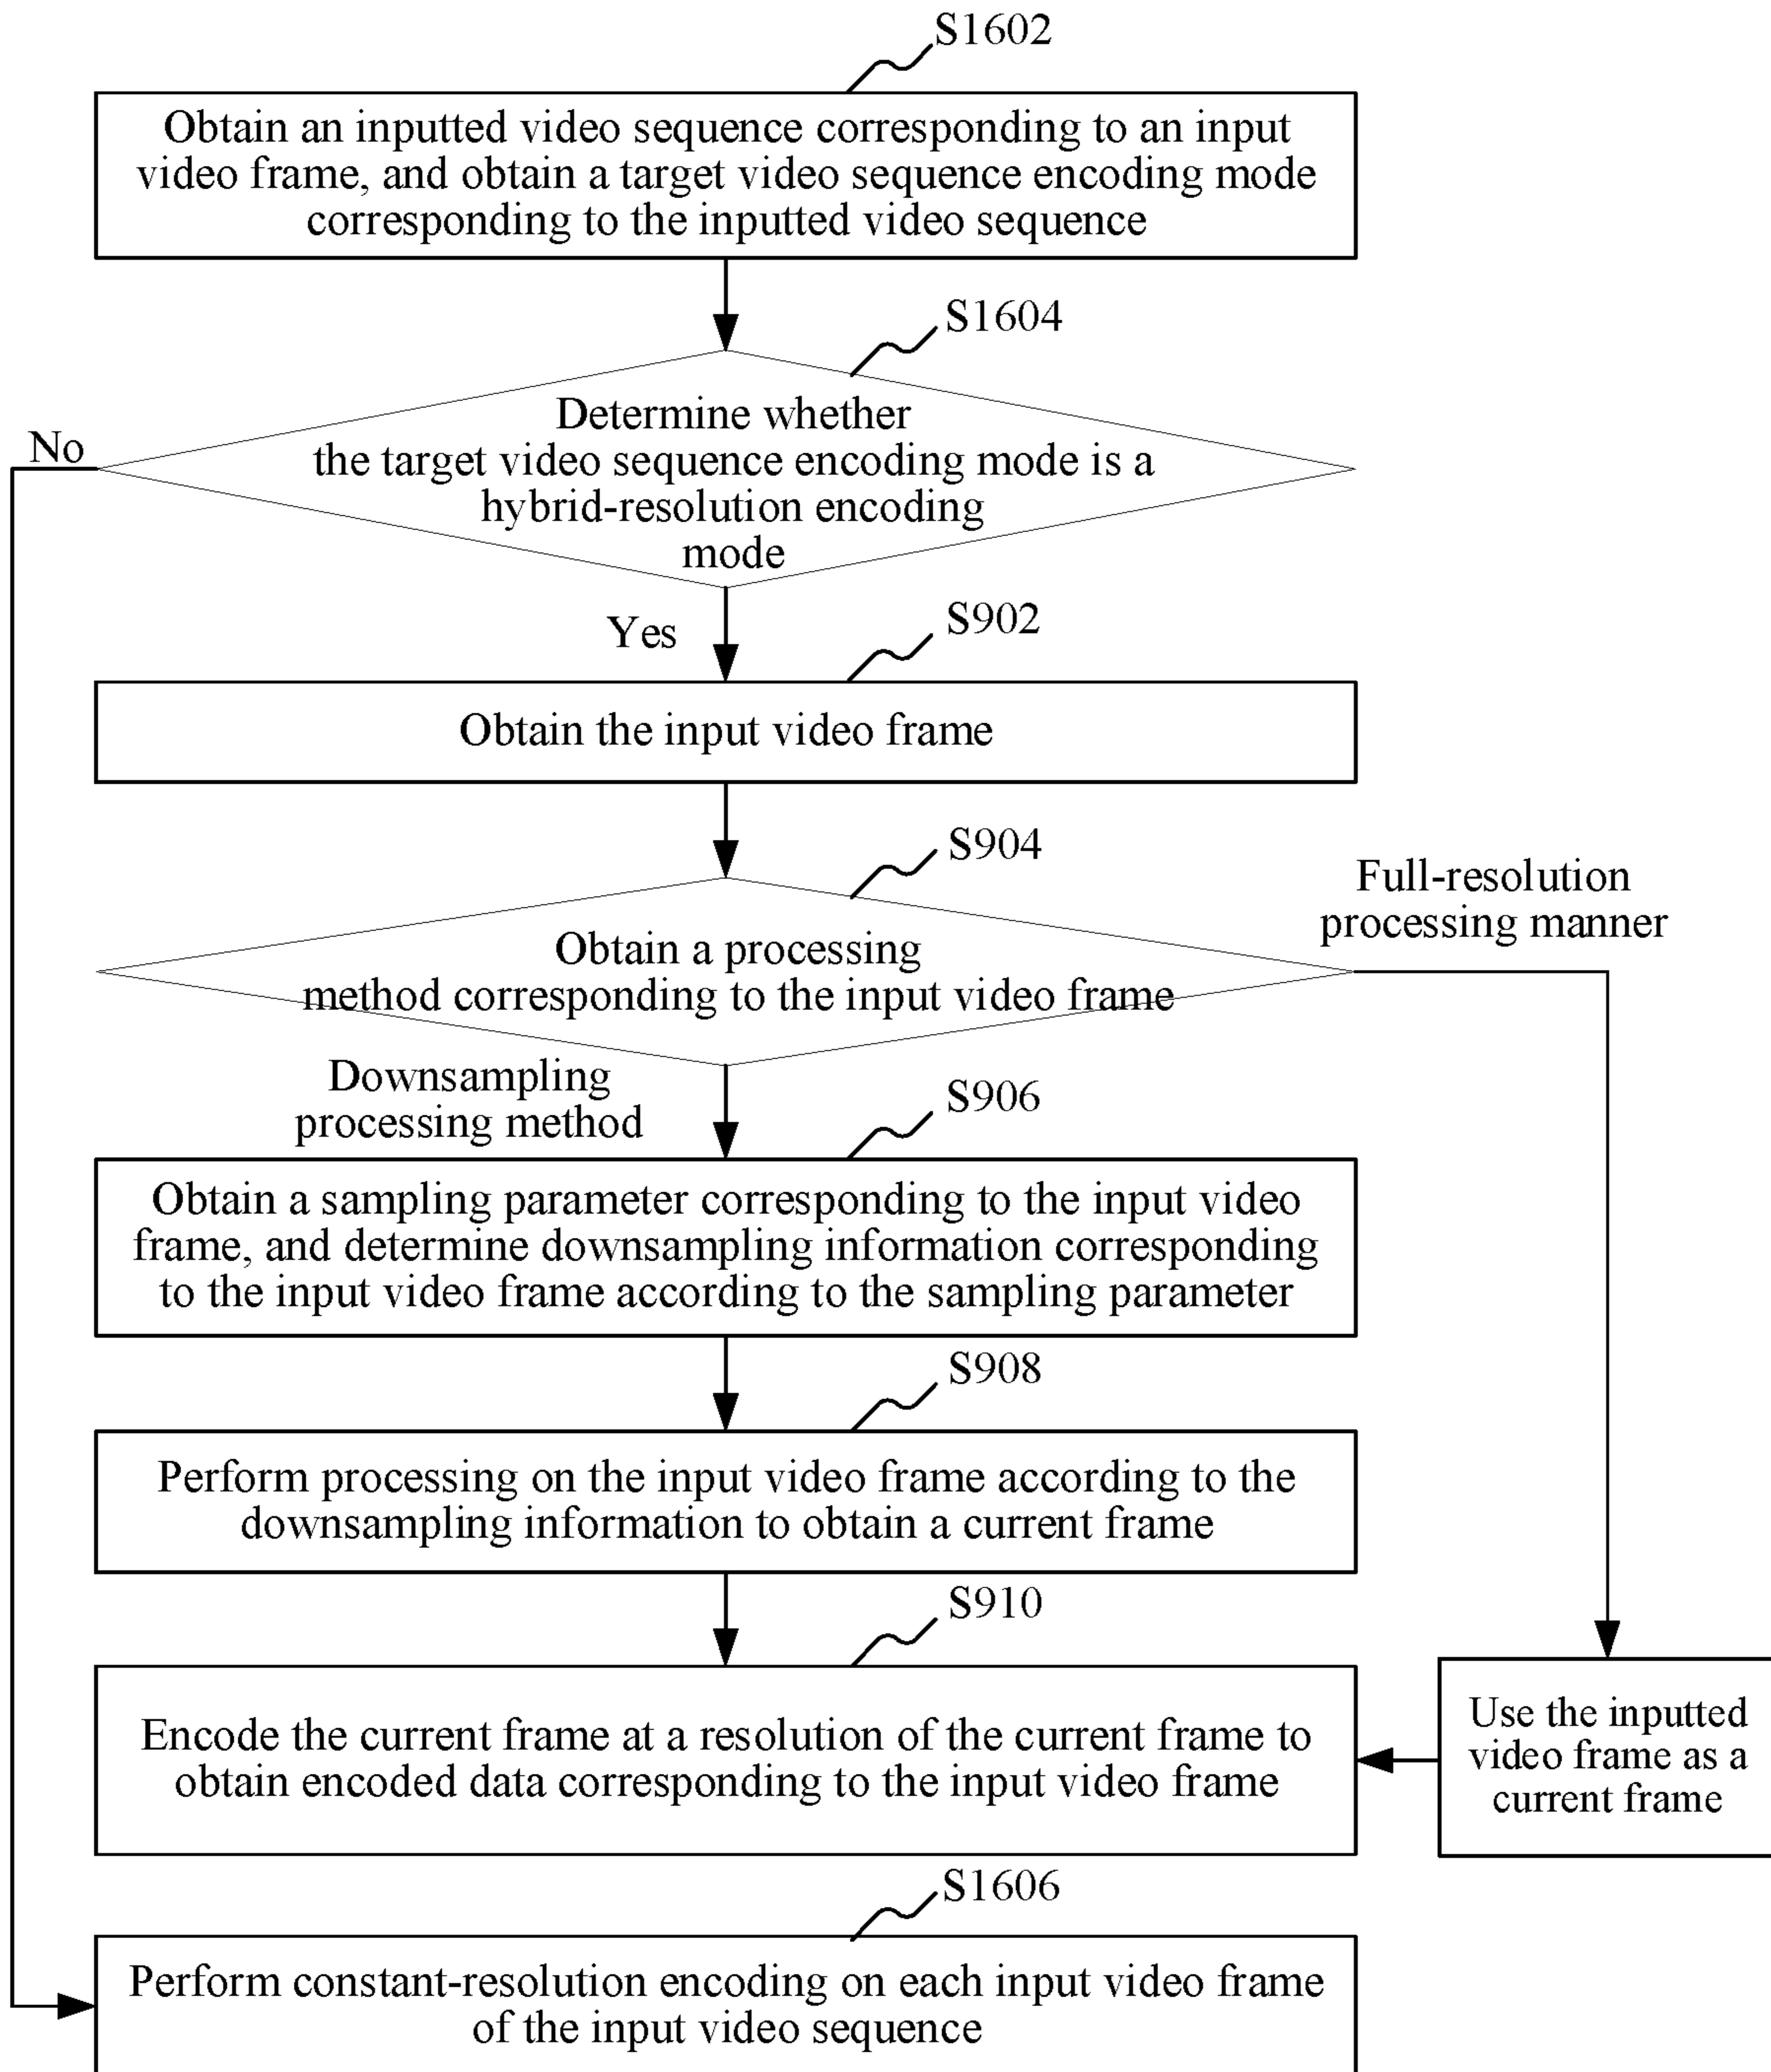 S1602
Obtain an inputted video sequence corresponding to an input
video frame, and obtain a target video sequence encoding mode
corresponding to the inputted video sequence
S1604
Determine whether
the target video sequence encoding mode is a
hybrid-resolution encoding
mode
No
Yes
S902
Obtain the input video frame
S904
Full-resolution
processing manner
Obtain a processing
method corresponding to the input video frame
Downsampling
processing method
S906
Obtain a sampling parameter corresponding to the input video
frame, and determine downsampling information corresponding
to the input video frame according to the sampling parameter
S908
Perform processing on the input video frame according to the
downsampling information to obtain a current frame
S910
Encode the current frame at a resolution of the current frame to
obtain encoded data corresponding to the input video frame
Use the inputted
video frame as a
current frame
S1606
Perform constant-resolution encoding on each input video frame
of the input video sequence